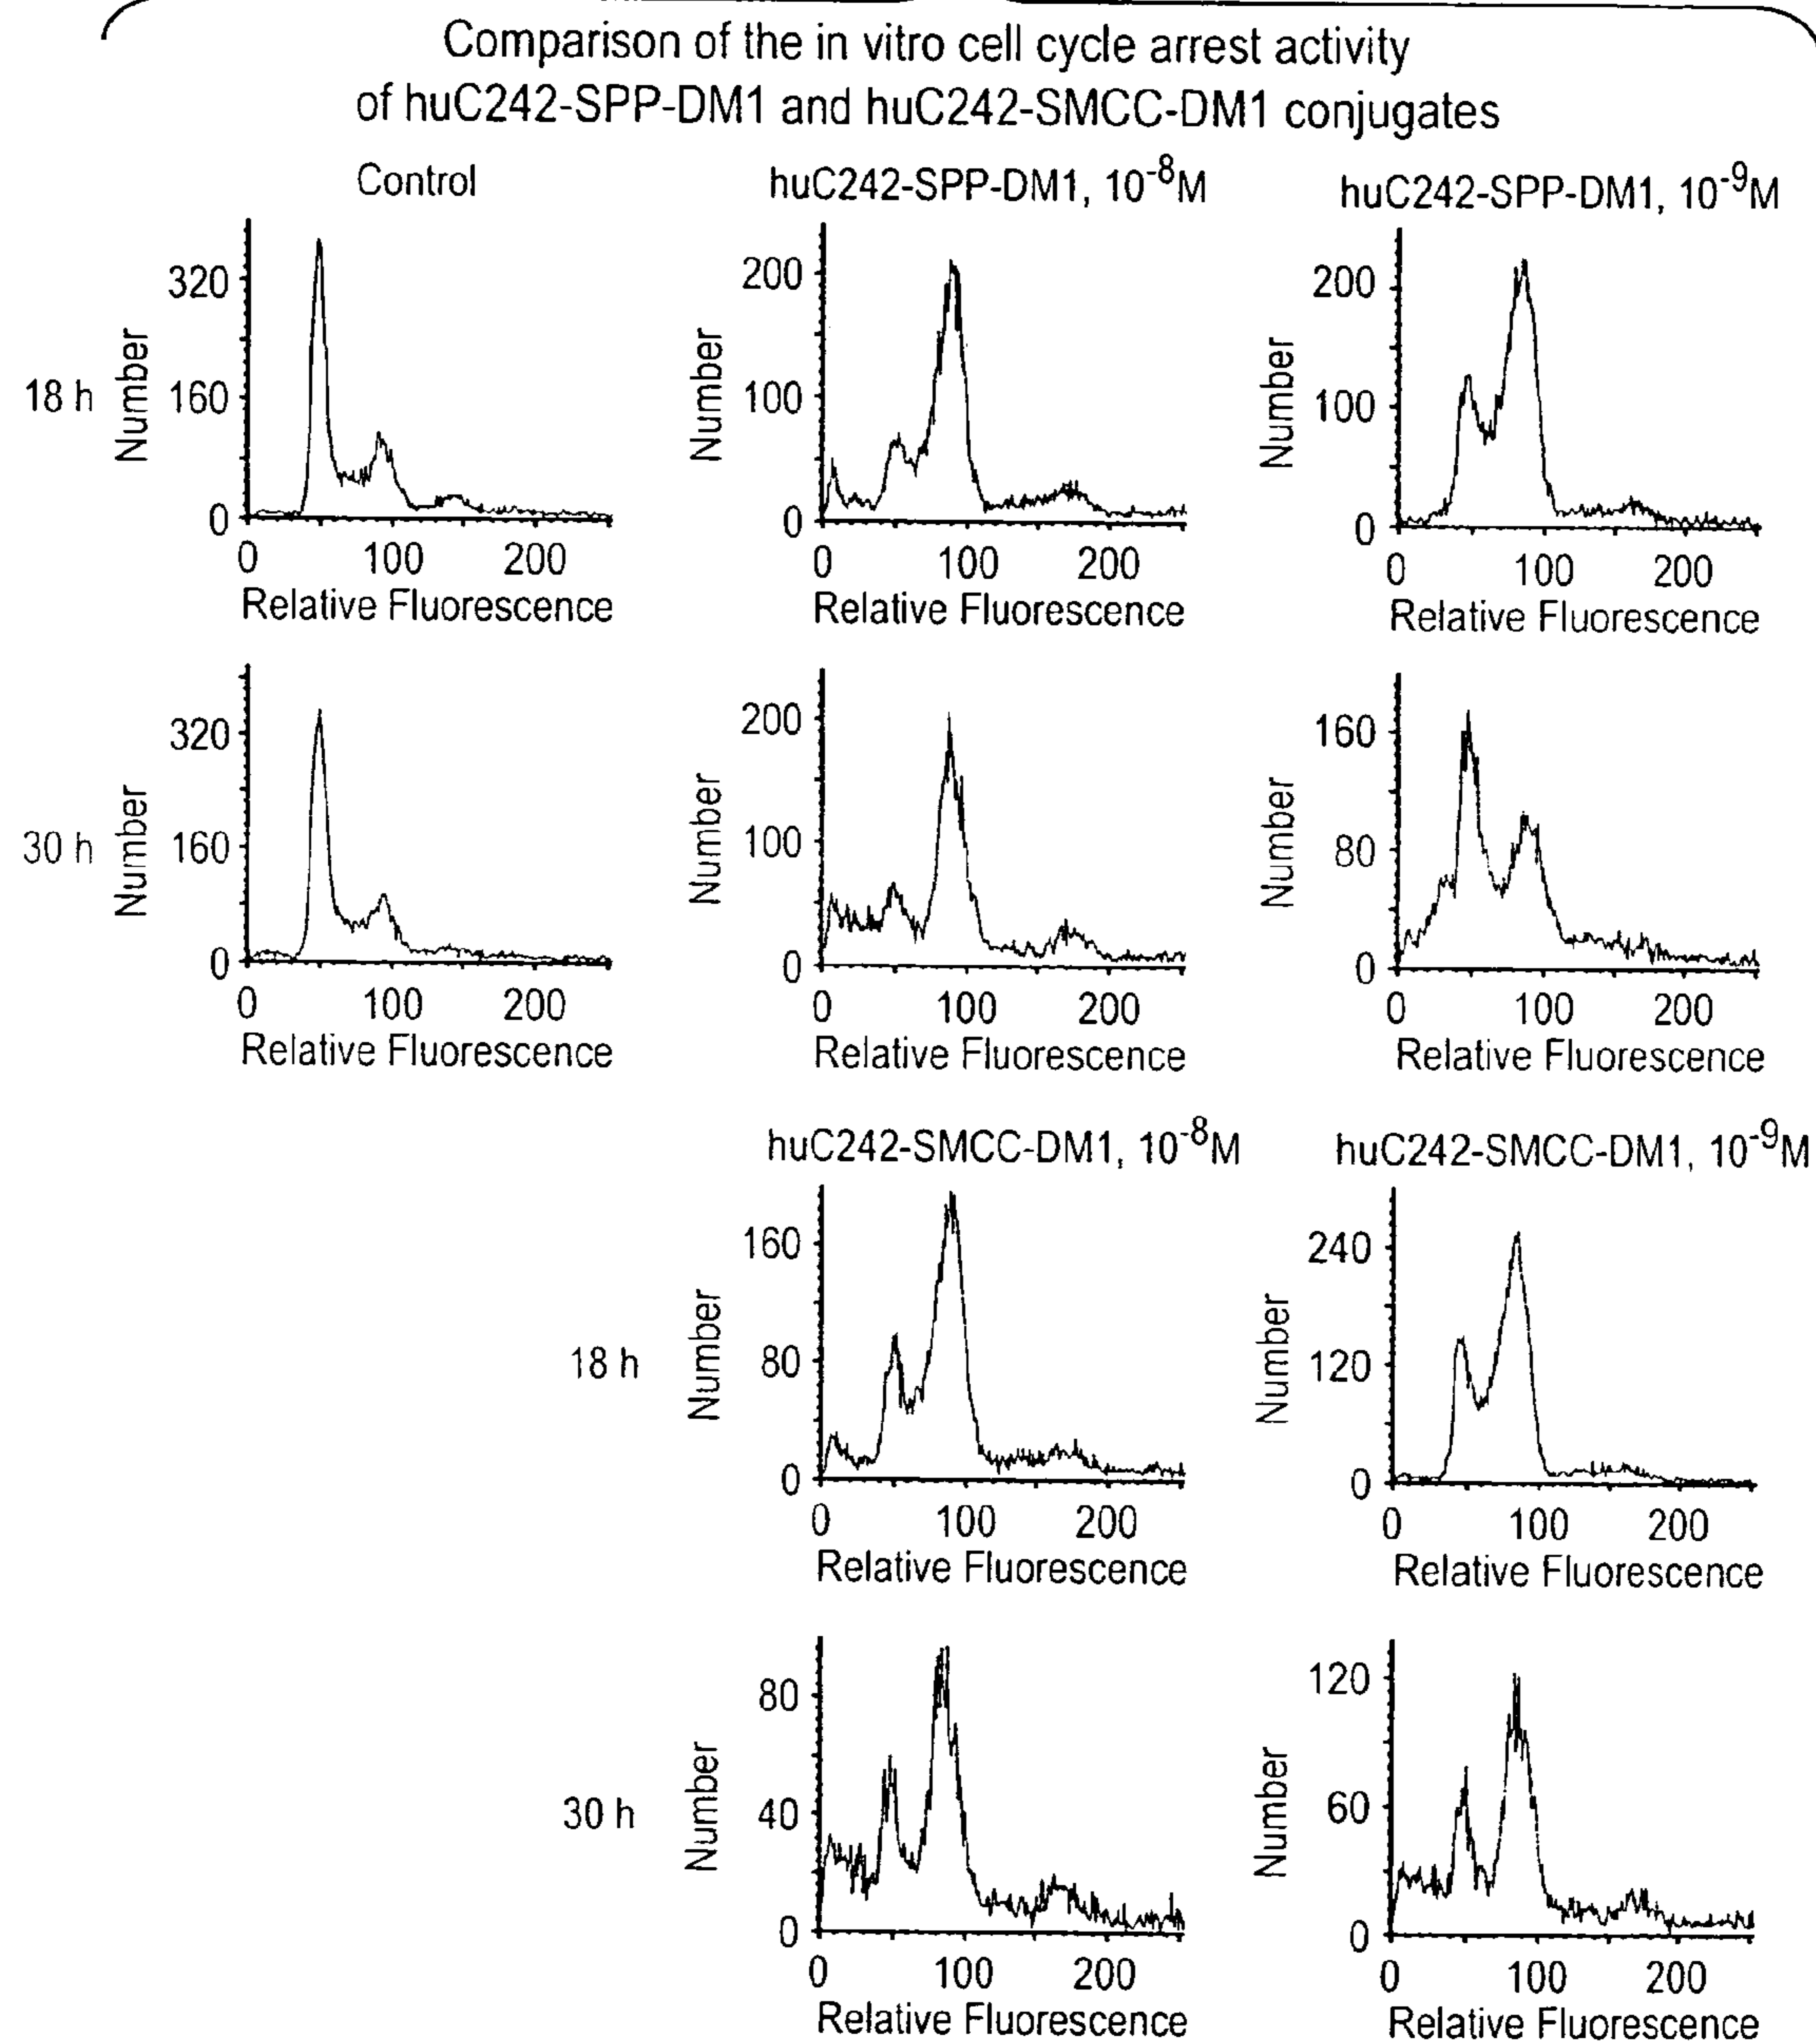 Comparison of the in vitro cell cycle arrest activity
of huC242-SPP-DM1 and huC242-SMCC-DM1 conjugates
Control
huC242-SPP-DM1, 10⁻⁸M
huC242-SPP-DM1, 10⁻⁹M
18 h
Number
320
160
0
0 100 200
Relative Fluorescence
Number
200
100
0
0 100 200
Relative Fluorescence
Number
200
100
0
0 100 200
Relative Fluorescence
30 h
Number
320
160
0
0 100 200
Relative Fluorescence
Number
200
100
0
0 100 200
Relative Fluorescence
Number
160
80
0
0 100 200
Relative Fluorescence
huC242-SMCC-DM1, 10⁻⁸M
huC242-SMCC-DM1, 10⁻⁹M
18 h
Number
160
80
0
0 100 200
Relative Fluorescence
Number
240
120
0
0 100 200
Relative Fluorescence
30 h
Number
80
40
0
0 100 200
Relative Fluorescence
Number
120
60
0
0 100 200
Relative Fluorescence